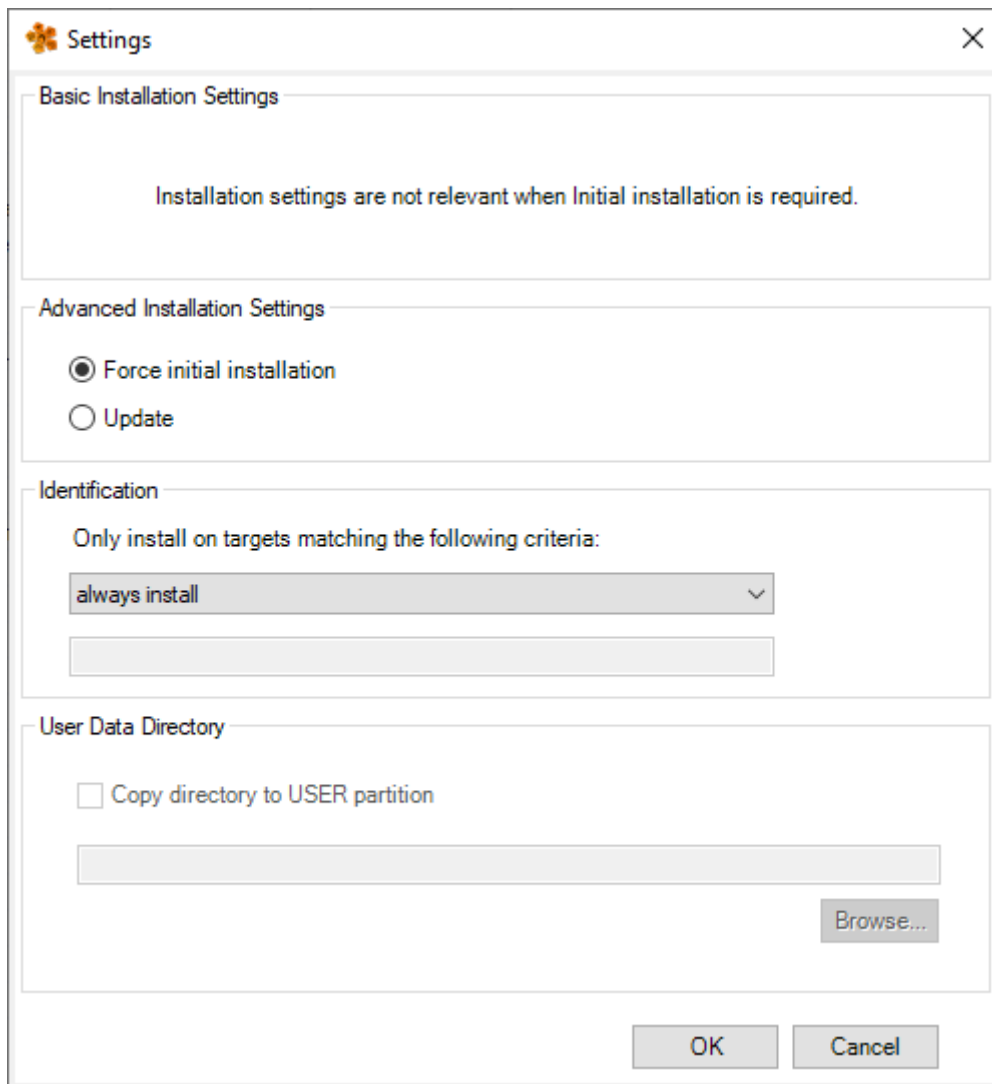 Settings
Basic Installation Settings
Installation settings are not relevant when Initial installation is required.
Advanced Installation Settings
Force initial installation
Update
Identification
Only install on targets matching the following criteria:
always install
User Data Directory
Copy directory to USER partition
Browse...
OK
Cancel